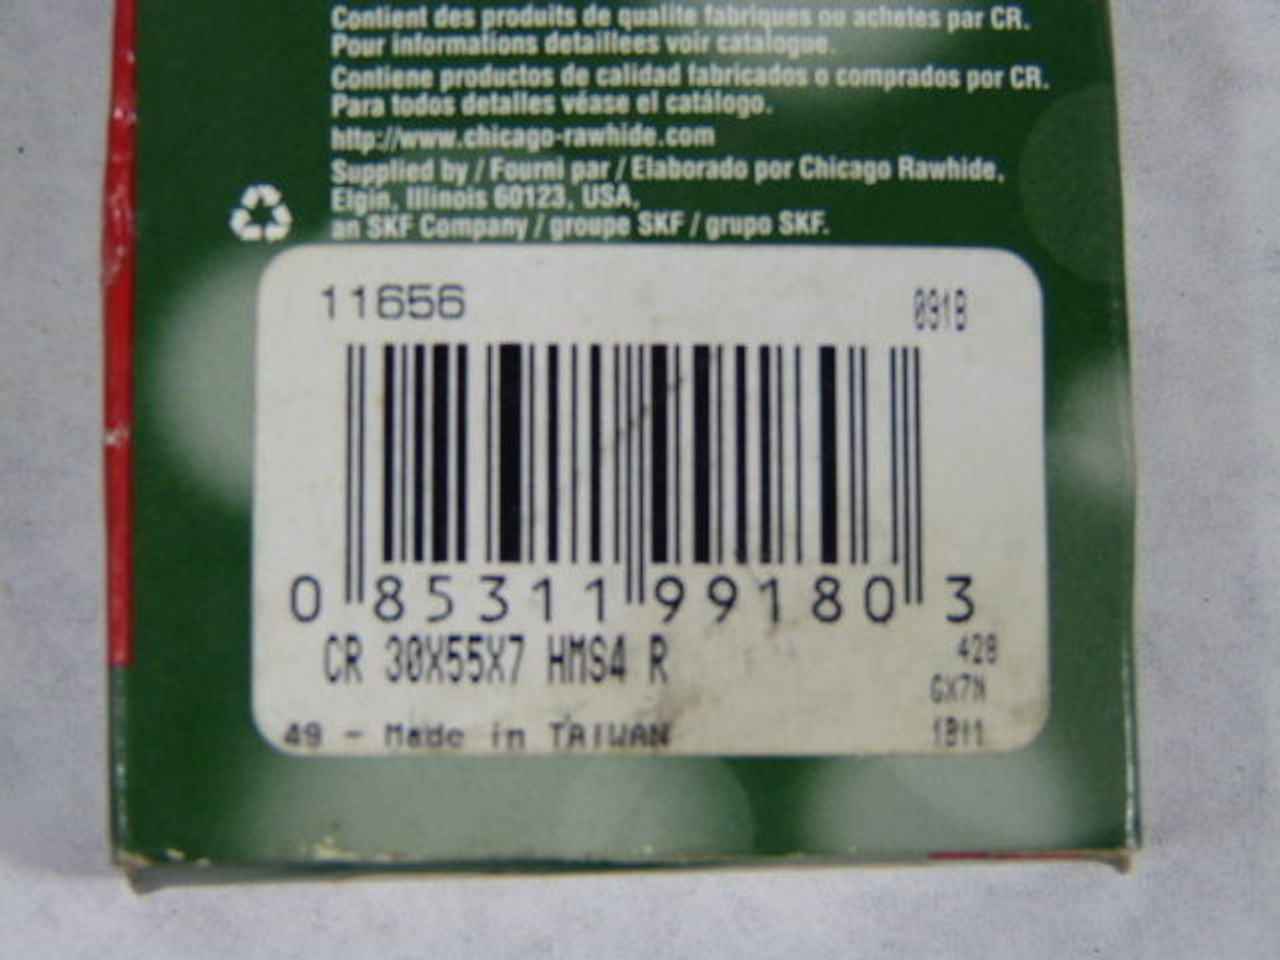 Contient des produits de qualite fabriques ou achetes par CR.
Pour informations detaillees voir catalogue.
Contiene productos de calidad fabricados o comprados por CR.
Para todos detalles véase el catálogo.
http://www.chicago-rawhide.com
Supplied by / Fourni par / Elaborado por Chicago Rawhide,
Elgin, Illinois 60123, USA,
an SKF Company / groupe SKF / grupo SKF.
11656 091B
0 85311 99180 3
CR 30X55X7 HMS4 R 428
GX7N
49 - Made in TAIWAN